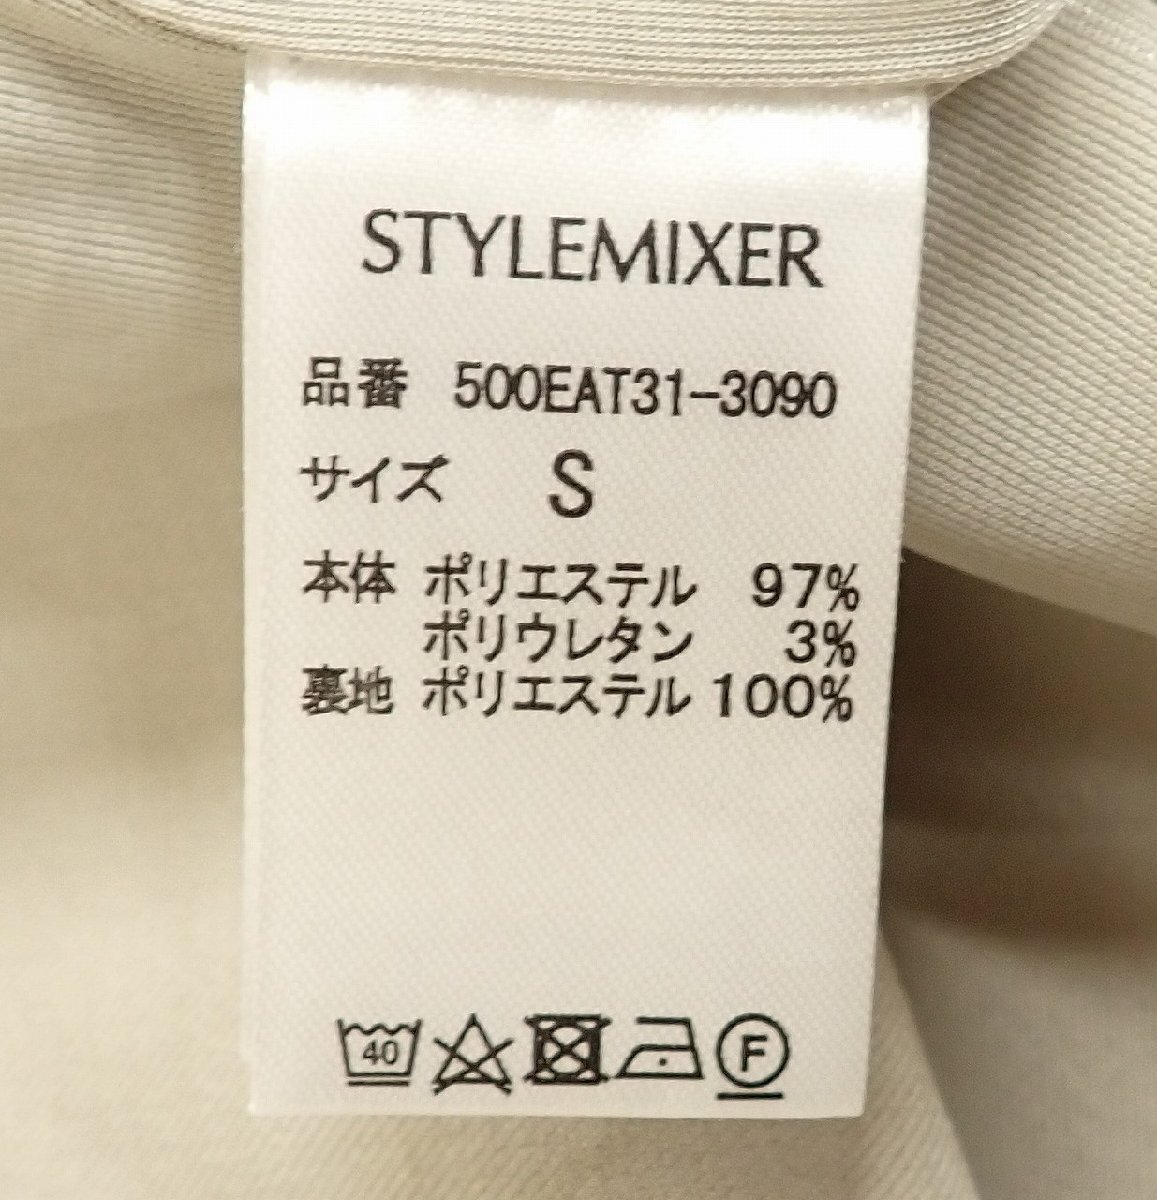 STYLEMIXER
品番 500EAT31-3090
サイズ S
本体 ポリエステル 97%
ポリウレタン 3%
裏地 ポリエステル 100%
40 F